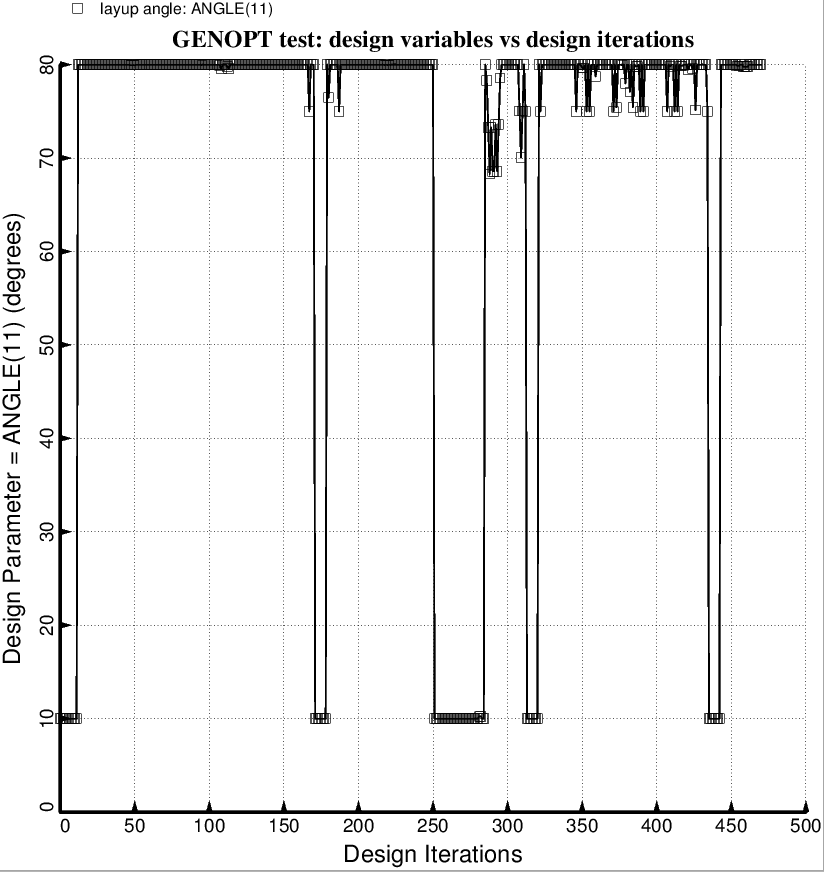 layup angle: ANGLE(11)
GENOPT test: design variables vs design iterations
80
70
60
50
40
30
20
10
0
Design Parameter = ANGLE(11) (degrees)
0 50 100 150 200 250 300 350 400 450 500
Design Iterations